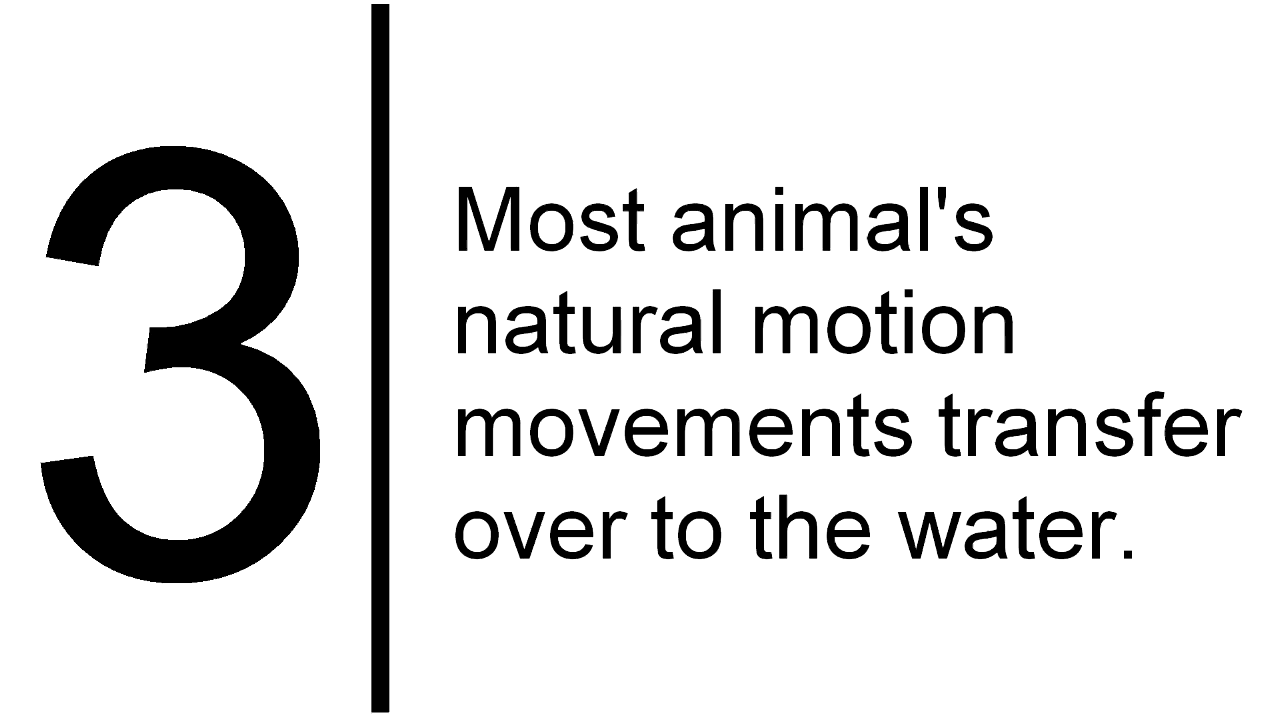 3
Most animal's
natural motion
movements transfer
over to the water.